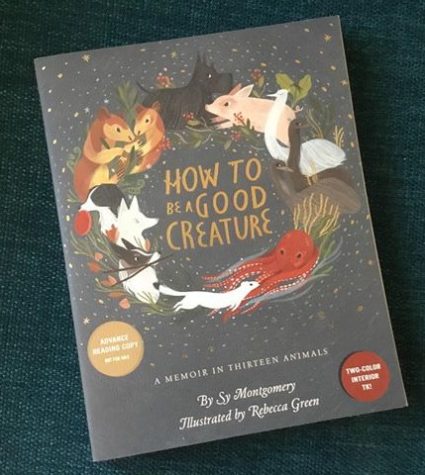 HOW TO
BE A GOOD
CREATURE
A MEMOIR IN THIRTEEN ANIMALS
By Sy Montgomery
Illustrated by Rebecca Green
ADVANCE
READING COPY
NOT FOR SALE
TWO-COLOR
INTERIOR
TK!